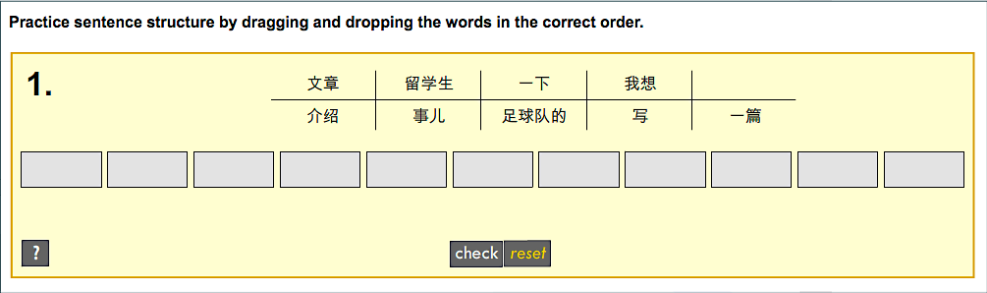 Practice sentence structure by dragging and dropping the words in the correct order.
1.
文章 留学生 一下 我想
介绍 事儿 足球队的 写 一篇
? check reset